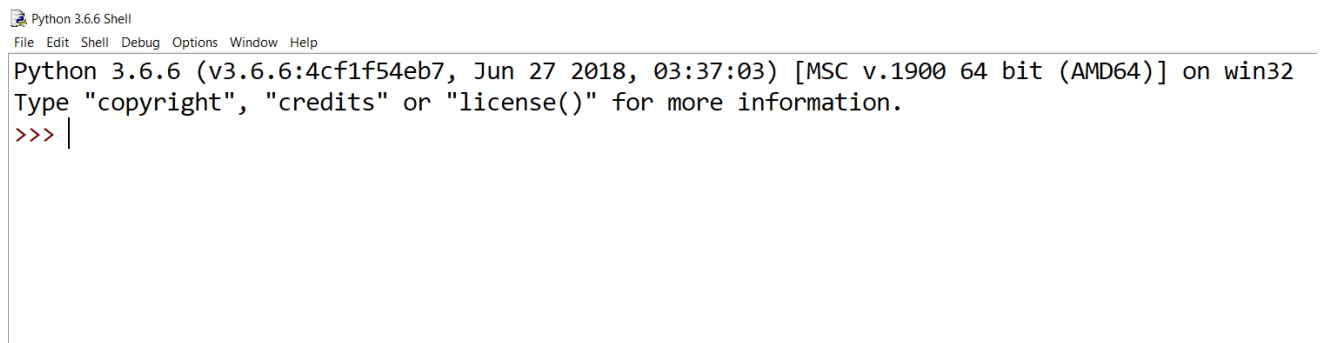 Python 3.6.6 Shell
File Edit Shell Debug Options Window Help
Python 3.6.6 (v3.6.6:4cf1f54eb7, Jun 27 2018, 03:37:03) [MSC v.1900 64 bit (AMD64)] on win32
Type "copyright", "credits" or "license()" for more information.
>>>